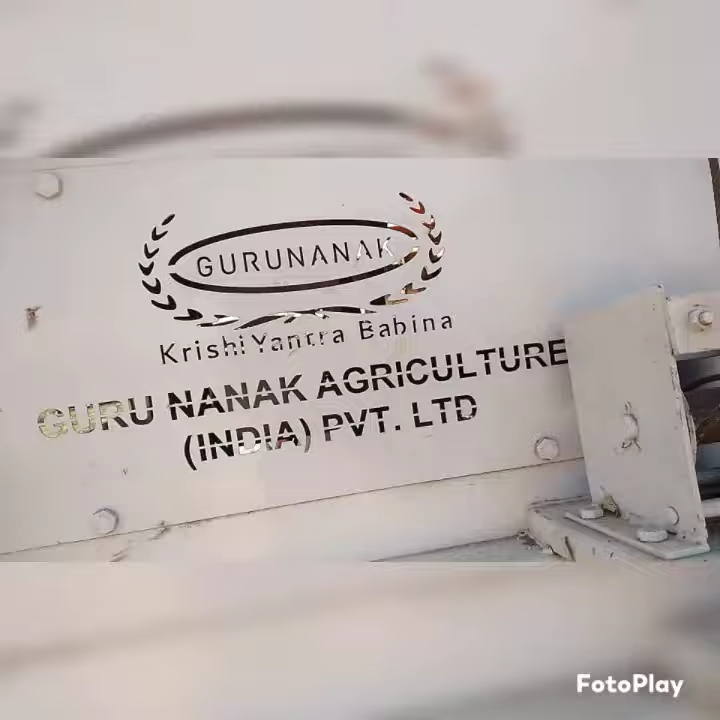 GURUNANAK
Krishi Yantra Babina
GURU NANAK AGRICULTURE
(INDIA) PVT. LTD
FotoPlay